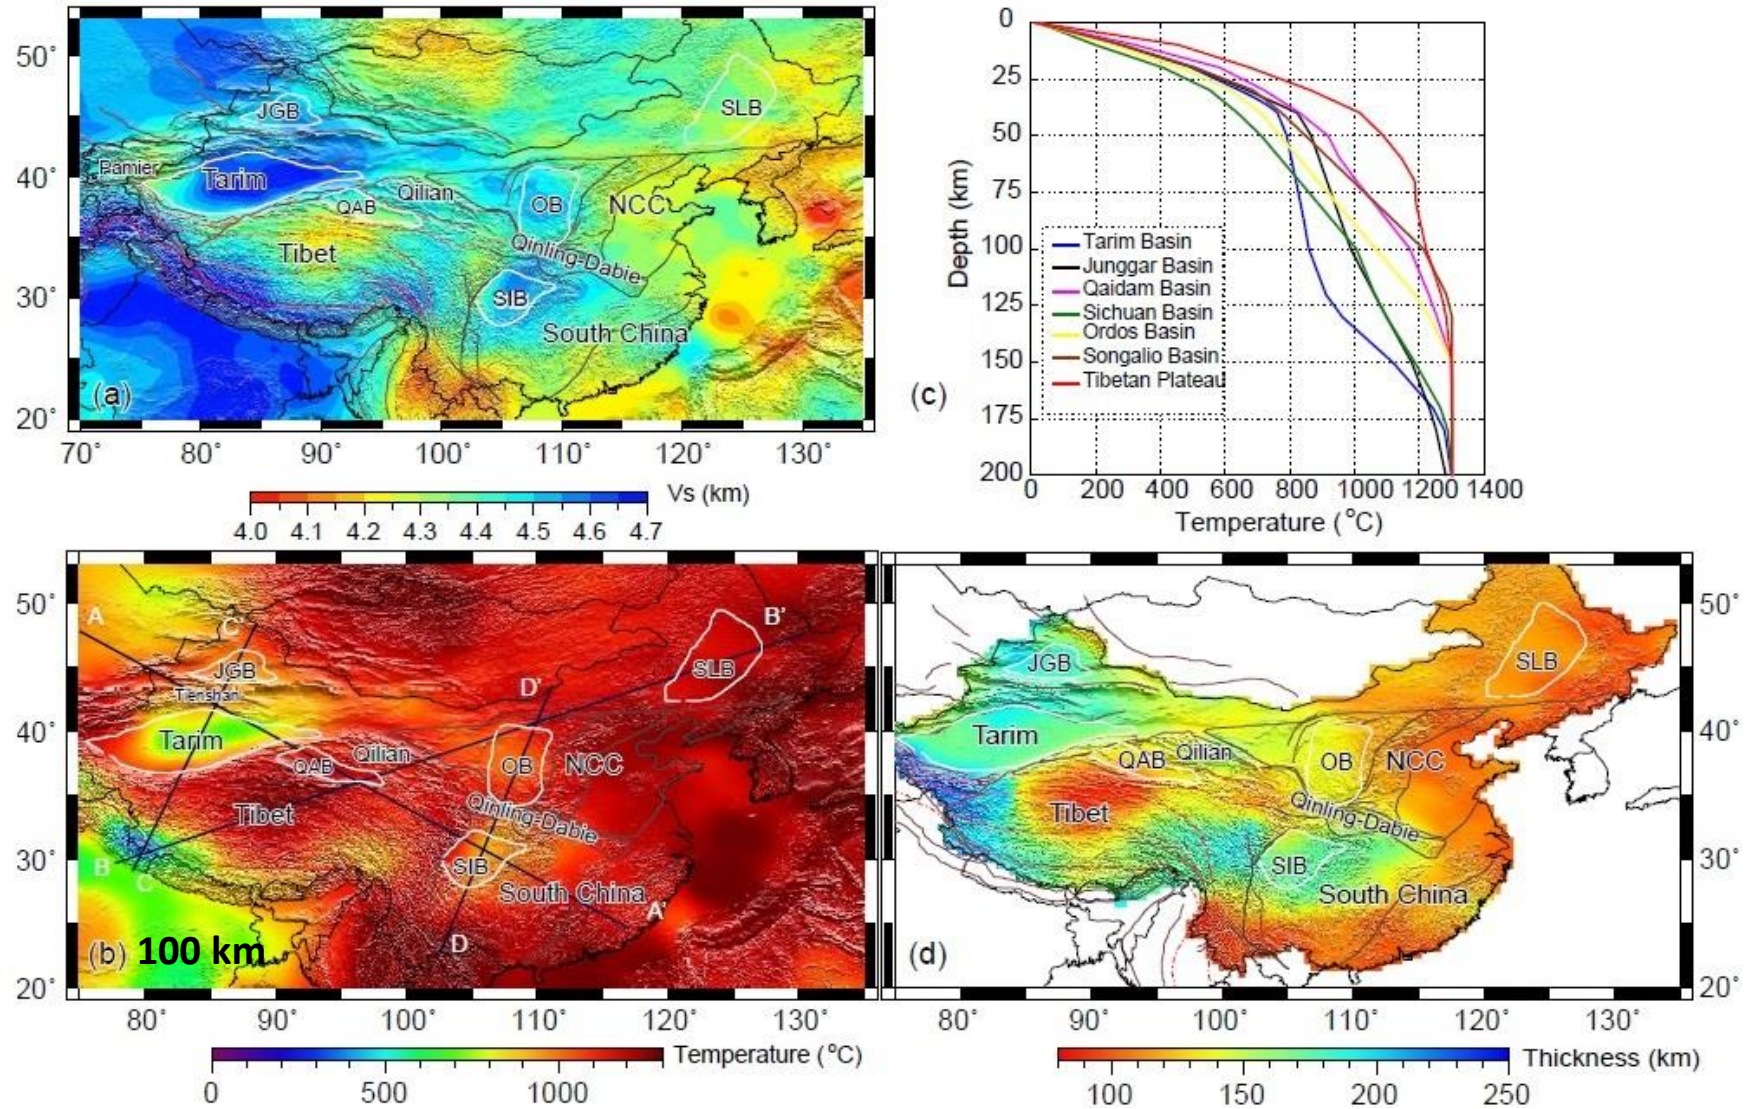 50°
40°
30°
20°
70°
80°
90°
100°
110°
120°
130°
JGB
SLB
Pamier
Tarim
QAB
Qilian
OB
NCC
Tibet
Qinling-Dabie
SIB
South China
(a)
Vs (km)
4.0
4.1
4.2
4.3
4.4
4.5
4.6
4.7
0
25
50
75
100
125
150
175
200
Depth (km)
Tarim Basin
Junggar Basin
Qaidam Basin
Sichuan Basin
Ordos Basin
Songalio Basin
Tibetan Plateau
(c)
0
200
400
600
800
1000
1200
1400
Temperature (°C)
50°
40°
30°
20°
A
C'
B'
JGB
Tienshan
SLB
D'
Tarim
QAB
Qilian
OB
NCC
Tibet
Qinling-Dabie
B
C
SIB
South China
A'
D
(b) 100 km
80°
90°
100°
110°
120°
130°
Temperature (°C)
0
500
1000
50°
40°
30°
20°
JGB
SLB
Tarim
QAB
Qilian
OB
NCC
Tibet
Qinling-Dabie
SIB
South China
(d)
80°
90°
100°
110°
120°
130°
Thickness (km)
100
150
200
250